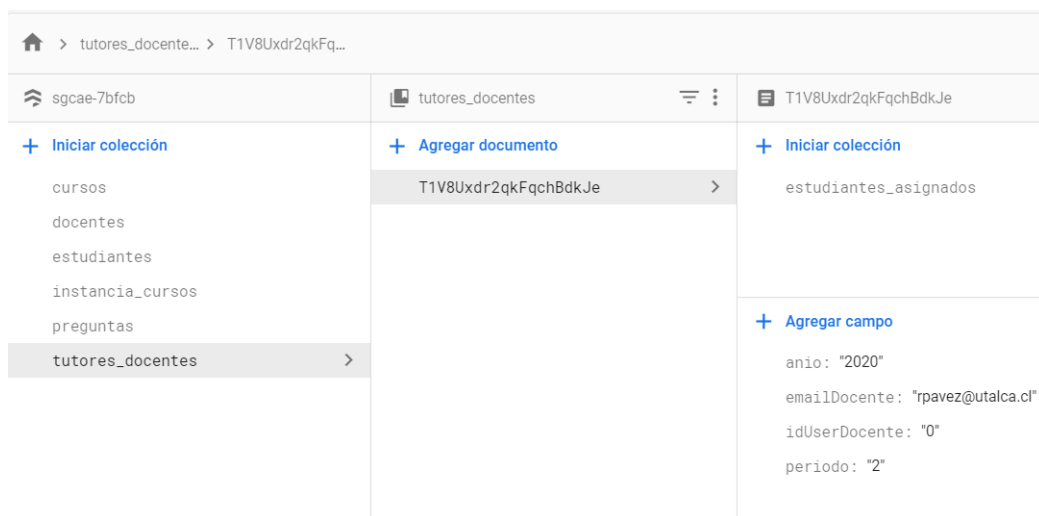 tutores_docente... > T1V8Uxdr2qkFq...
sgcae-7bfcb
Iniciar colección
cursos
docentes
estudiantes
instancia_cursos
preguntas
tutores_docentes
tutores_docentes
Agregar documento
T1V8Uxdr2qkFqchBdkJe
T1V8Uxdr2qkFqchBdkJe
Iniciar colección
estudiantes_asignados
Agregar campo
anio: "2020"
emailDocente: "rpavez@utalca.cl"
idUserDocente: "0"
periodo: "2"